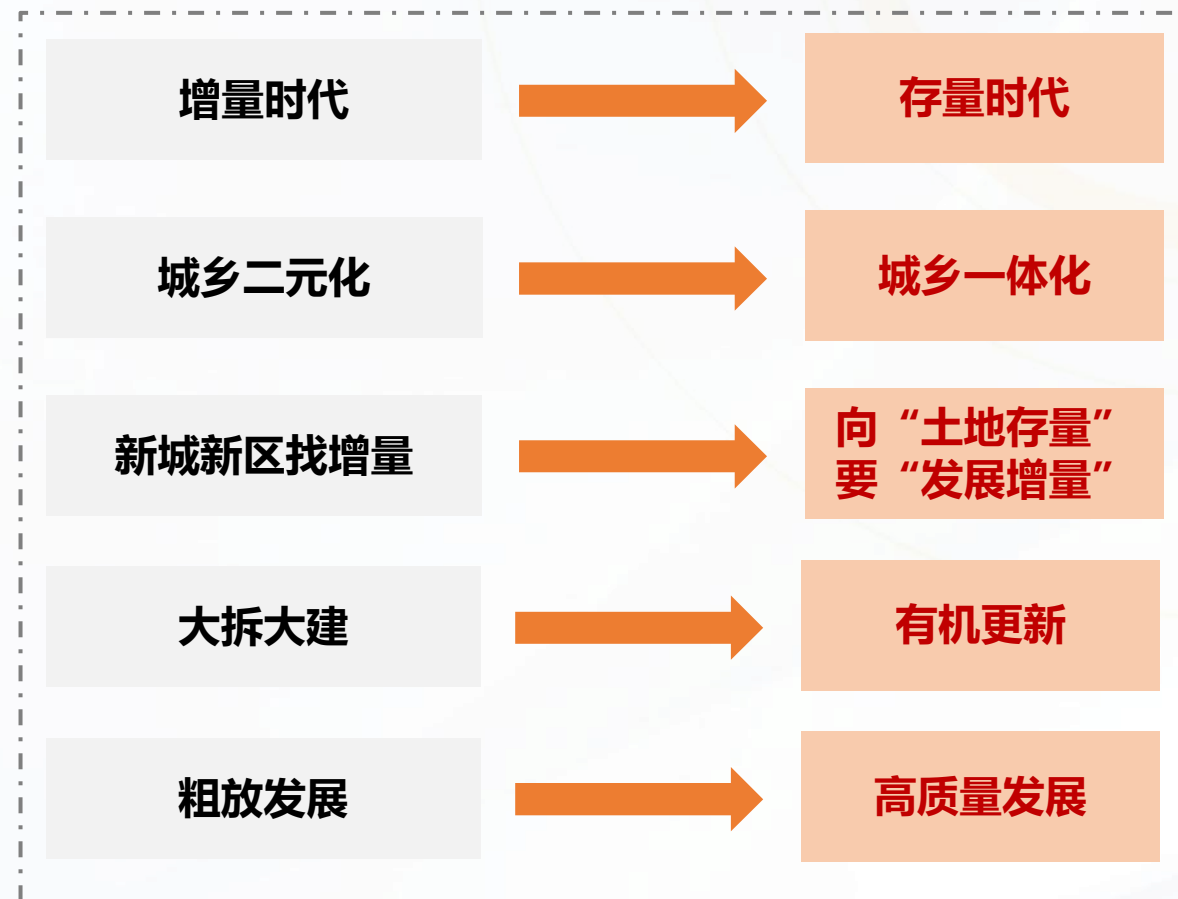 增量时代
存量时代
城乡二元化
城乡一体化
新城新区找增量
向“土地存量”
要“发展增量”
大拆大建
有机更新
粗放发展
高质量发展